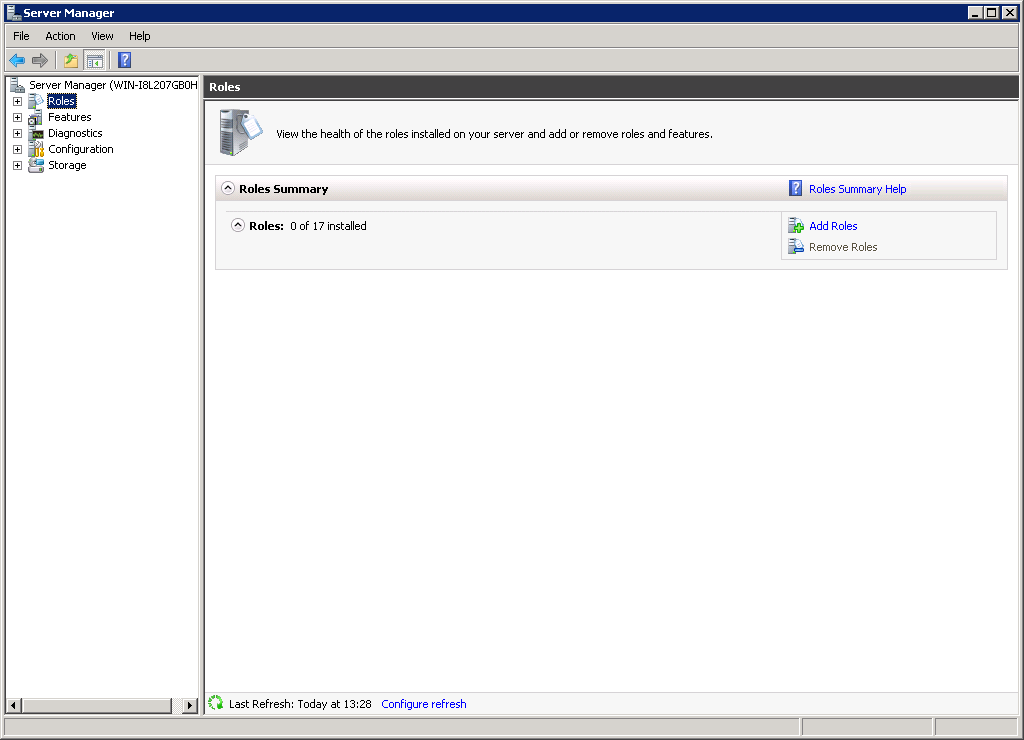 Server Manager
File Action View Help
Server Manager (WIN-I8L207GB0H
Roles
Features
Diagnostics
Configuration
Storage
Roles
View the health of the roles installed on your server and add or remove roles and features.
Roles Summary
Roles Summary Help
Roles: 0 of 17 installed
Add Roles
Remove Roles
Last Refresh: Today at 13:28 Configure refresh